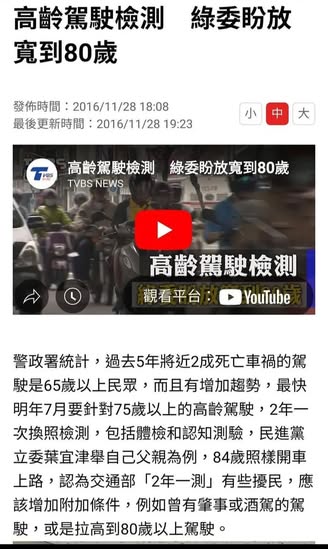 高齡駕駛檢測　綠委盼放
寬到80歲
發佈時間：2016/11/28 18:08
最後更新時間：2016/11/28 19:23
小 中 大
高齡駕駛檢測　綠委盼放寬到80歲
TVBS NEWS
高齡駕駛檢測
觀看平台： YouTube
警政署統計，過去5年將近2成死亡車禍的駕
駛是65歲以上民眾，而且有增加趨勢，最快
明年7月要針對75歲以上的高齡駕駛，2年一
次換照檢測，包括體檢和認知測驗，民進黨
立委葉宜津舉自己父親為例，84歲照樣開車
上路，認為交通部「2年一測」有些擾民，應
該增加附加條件，例如曾有肇事或酒駕的駕
駛，或是拉高到80歲以上駕駛。